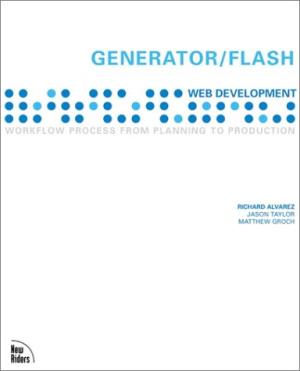 GENERATOR/FLASH
WEB DEVELOPMENT
WORKFLOW PROCESS FROM PLANNING TO PRODUCTION
RICHARD ALVAREZ
JASON TAYLOR
MATTHEW GROCH
New
Riders